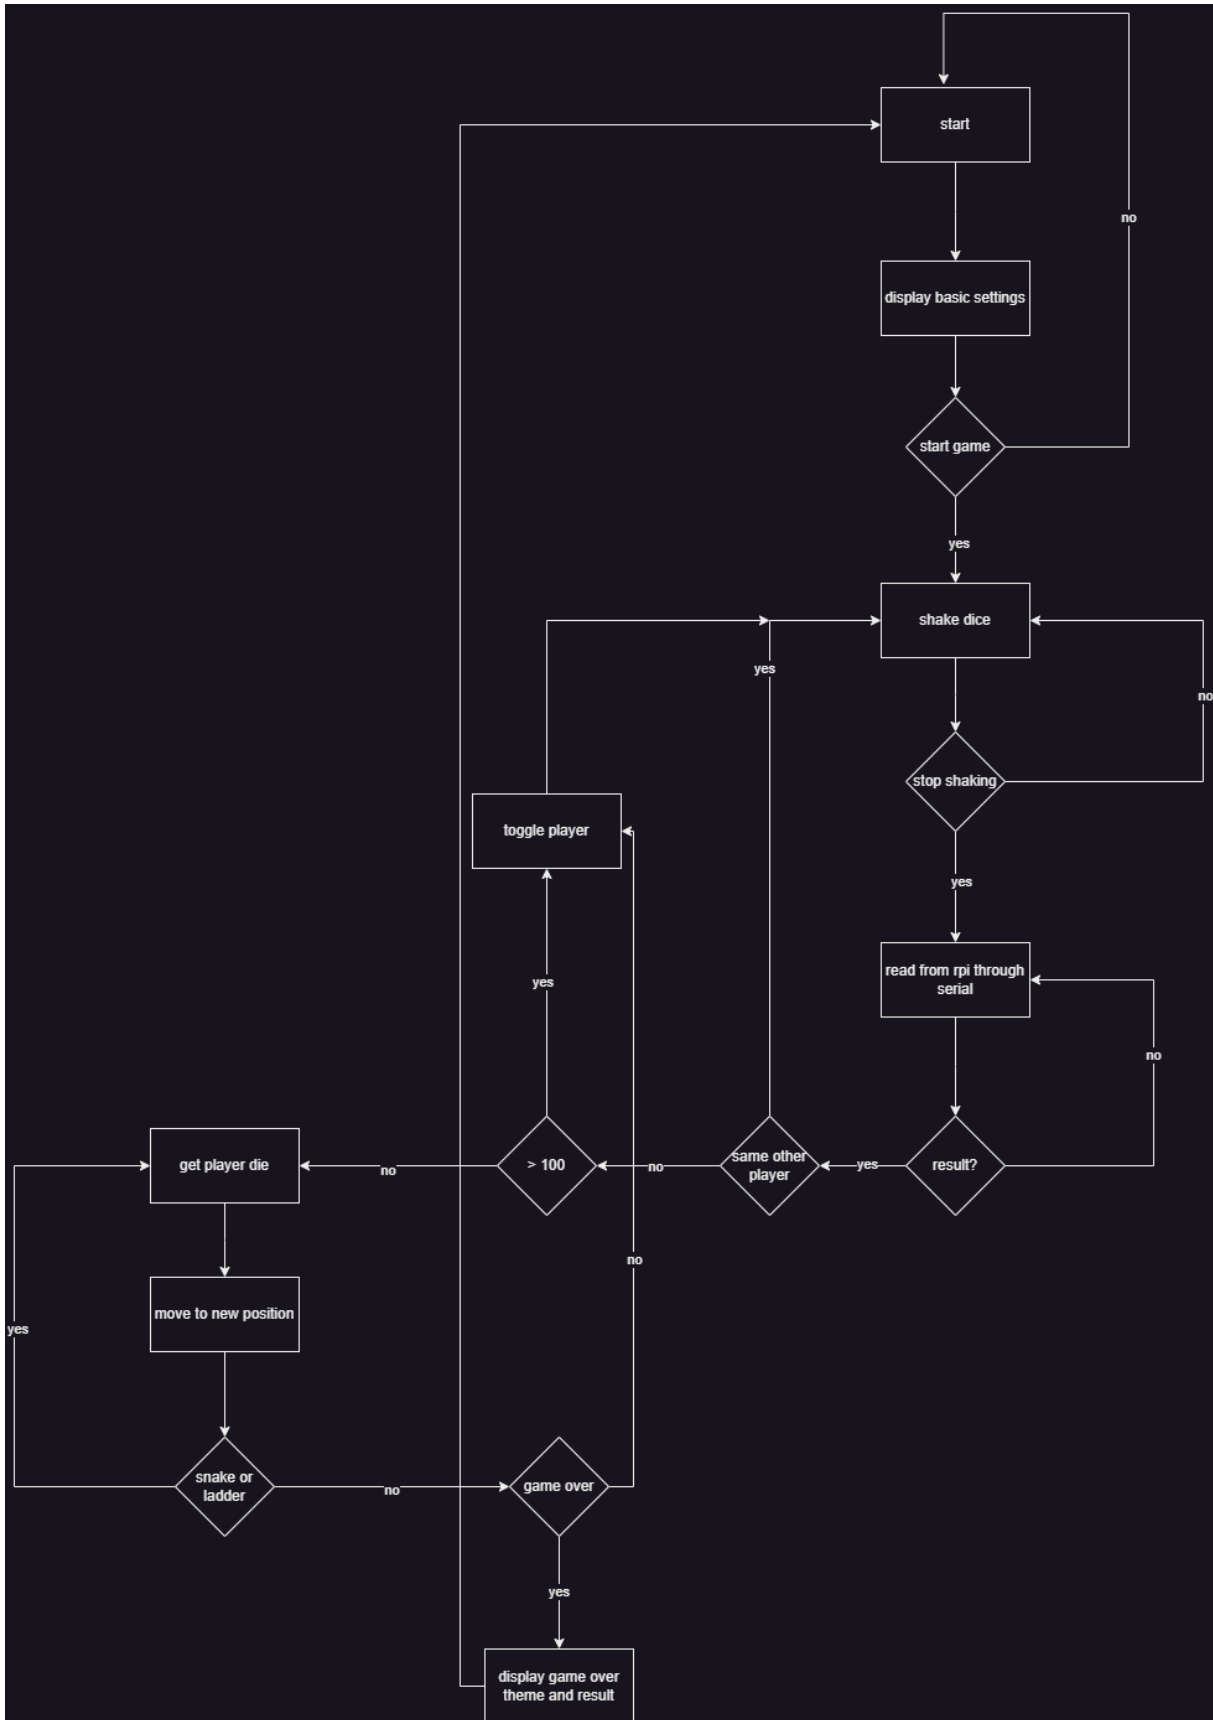 start
no
display basic settings
start game
yes
shake dice
yes
no
stop shaking
toggle player
yes
read from rpi through
serial
yes
no
get player die
no
> 100
no
same other
player
yes
result?
no
move to new position
yes
snake or
ladder
no
game over
yes
display game over
theme and result